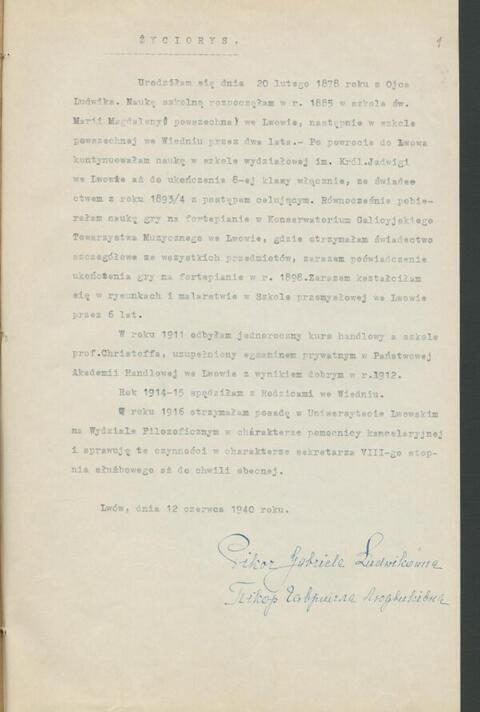 ŻYCIORYS.
1
Urodziłam się dnia 20 lutego 1878 roku z Ojca
Ludwika. Naukę szkolną rozpoczęłam w r. 1885 w szkole św.
Marii Magdaleny( powszechna) we Lwowie, następnie w szkole
powszechnej we Wiedniu przez dwa lata.- Po powrocie do Lwowa
kontynuowałam naukę w szkole wydziałowej im. Król.Jadwigi
we Lwowie aż do ukończenia 8-ej klasy włącznie, ze świade
ctwem z roku 1893/4 z postępem celującym. Równocześnie pobie-
rałam naukę gry na fortepianie w Konserwatorium Galicyjskiego
Towarzystwa Muzycznego we Lwowie, gdzie otrzymałam świadectwo
szczegółowe ze wszystkich przedmiotów, zarazem poświadczenie
ukończenia gry na fortepianie w r. 1898.Zarazem kształciłam
się w rysunkach i malarstwie w Szkole przemysłowej we Lwowie
przez 6 lat.
W roku 1911 odbyłam jednoroczny kurs handlowy a szkole
prof.Christoffa, uzupełniony egzaminem prywatnym w Państwowej
Akademii Handlowej we Lwowie z wynikiem dobrym w r.1912.
Rok 1914-15 spędziłam z Rodzicami we Wiedniu.
W roku 1916 otrzymałam posadę w Uniwersytecie Lwowskim
na Wydziale Filozoficznym w charakterze pomocnicy kancelaryjnej
i sprawuję te czynności w charakterze sekretarza VIII-go stop-
nia służbowego aż do chwili obecnej.
Lwów, dnia 12 czerwca 1940 roku.
Pikor Gabriela Ludwikówna
Пікор Гавриела Людвиківна